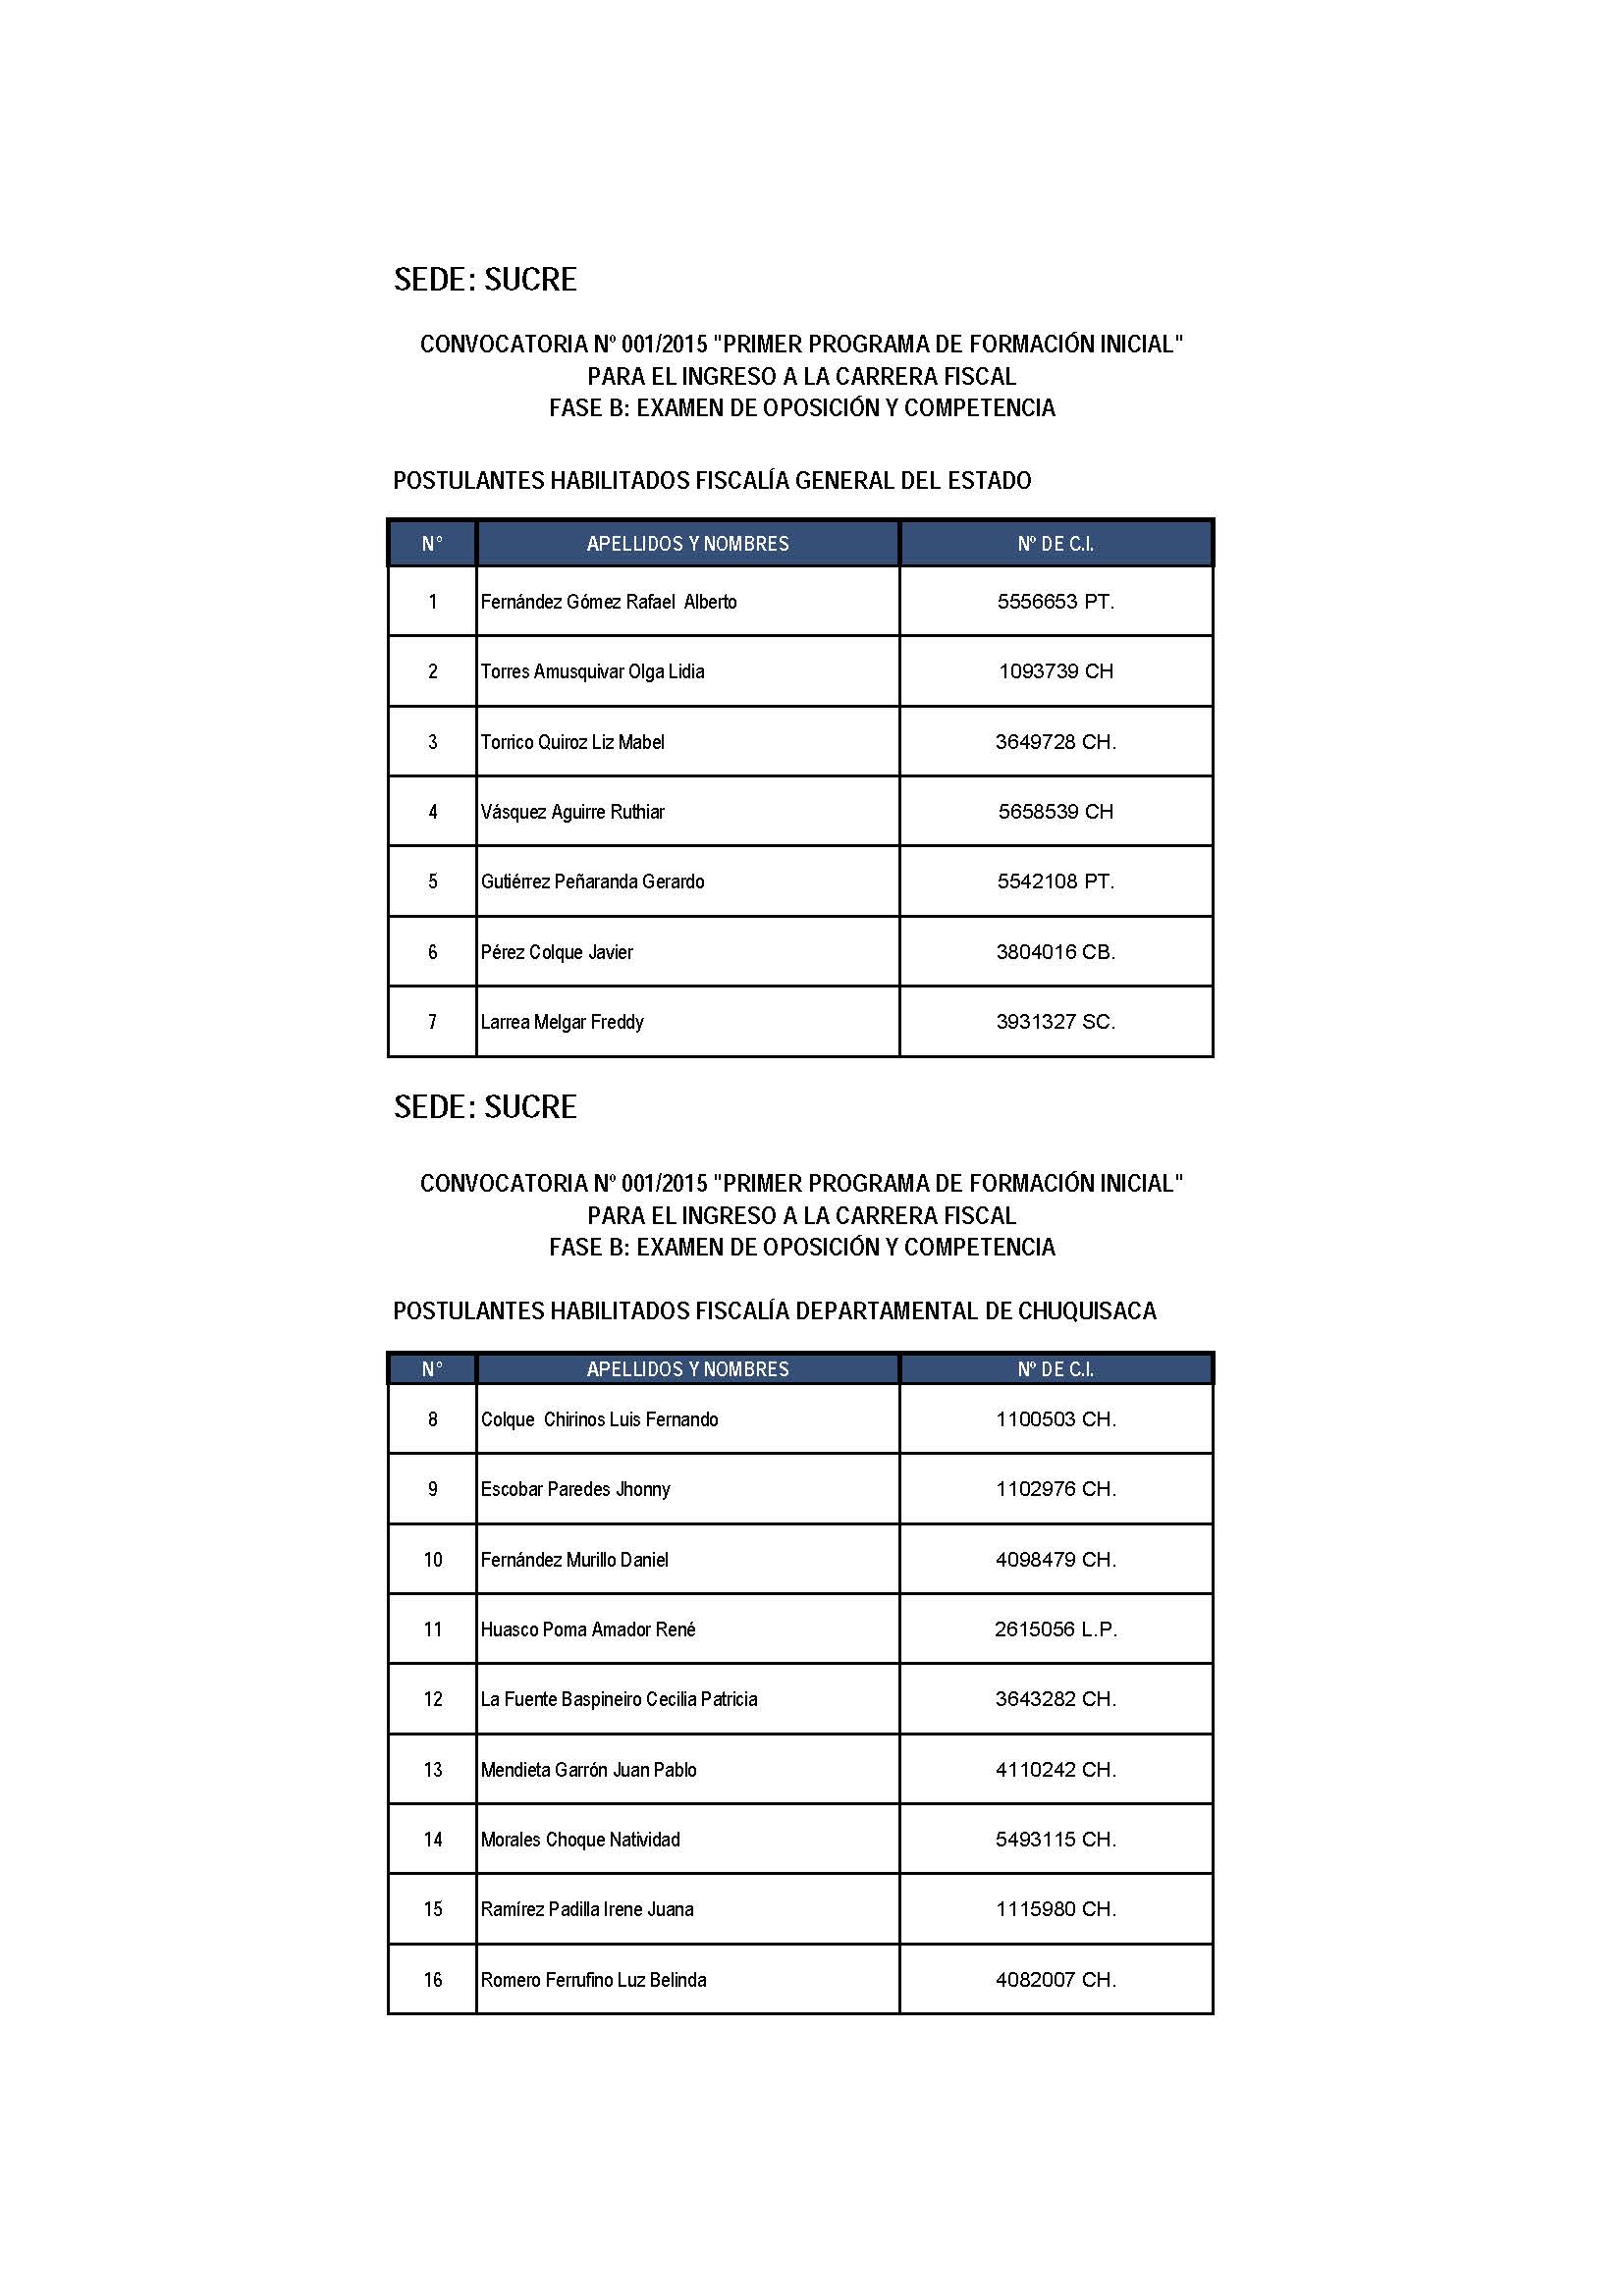 SEDE: SUCRE
CONVOCATORIA Nº 001/2015 "PRIMER PROGRAMA DE FORMACIÓN INICIAL"
PARA EL INGRESO A LA CARRERA FISCAL
FASE B: EXAMEN DE OPOSICIÓN Y COMPETENCIA
POSTULANTES HABILITADOS FISCALÍA GENERAL DEL ESTADO
N° APELLIDOS Y NOMBRES Nº DE C.I.
1 Fernández Gómez Rafael Alberto 5556653 PT.
2 Torres Amusquivar Olga Lidia 1093739 CH
3 Torrico Quiroz Liz Mabel 3649728 CH.
4 Vásquez Aguirre Ruthiar 5658539 CH
5 Gutiérrez Peñaranda Gerardo 5542108 PT.
6 Pérez Colque Javier 3804016 CB.
7 Larrea Melgar Freddy 3931327 SC.
SEDE: SUCRE
CONVOCATORIA Nº 001/2015 "PRIMER PROGRAMA DE FORMACIÓN INICIAL"
PARA EL INGRESO A LA CARRERA FISCAL
FASE B: EXAMEN DE OPOSICIÓN Y COMPETENCIA
POSTULANTES HABILITADOS FISCALÍA DEPARTAMENTAL DE CHUQUISACA
N° APELLIDOS Y NOMBRES Nº DE C.I.
8 Colque Chirinos Luis Fernando 1100503 CH.
9 Escobar Paredes Jhonny 1102976 CH.
10 Fernández Murillo Daniel 4098479 CH.
11 Huasco Poma Amador René 2615056 L.P.
12 La Fuente Baspineiro Cecilia Patricia 3643282 CH.
13 Mendieta Garrón Juan Pablo 4110242 CH.
14 Morales Choque Natividad 5493115 CH.
15 Ramírez Padilla Irene Juana 1115980 CH.
16 Romero Ferrufino Luz Belinda 4082007 CH.